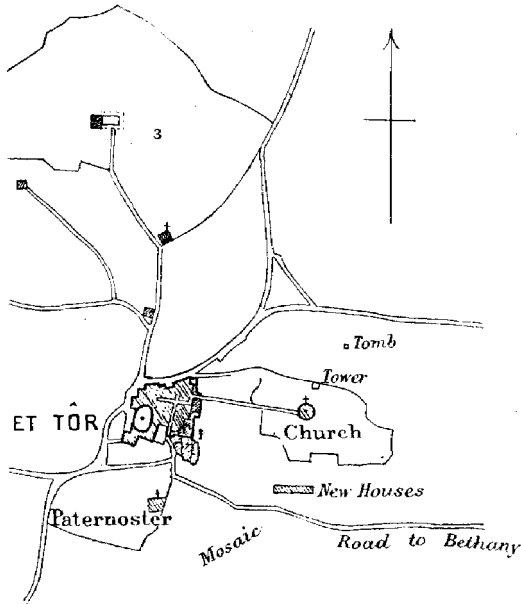 3
Tomb
Tower
ET TÔR
Church
New Houses
Paternoster
Mosaic
Road to Bethany